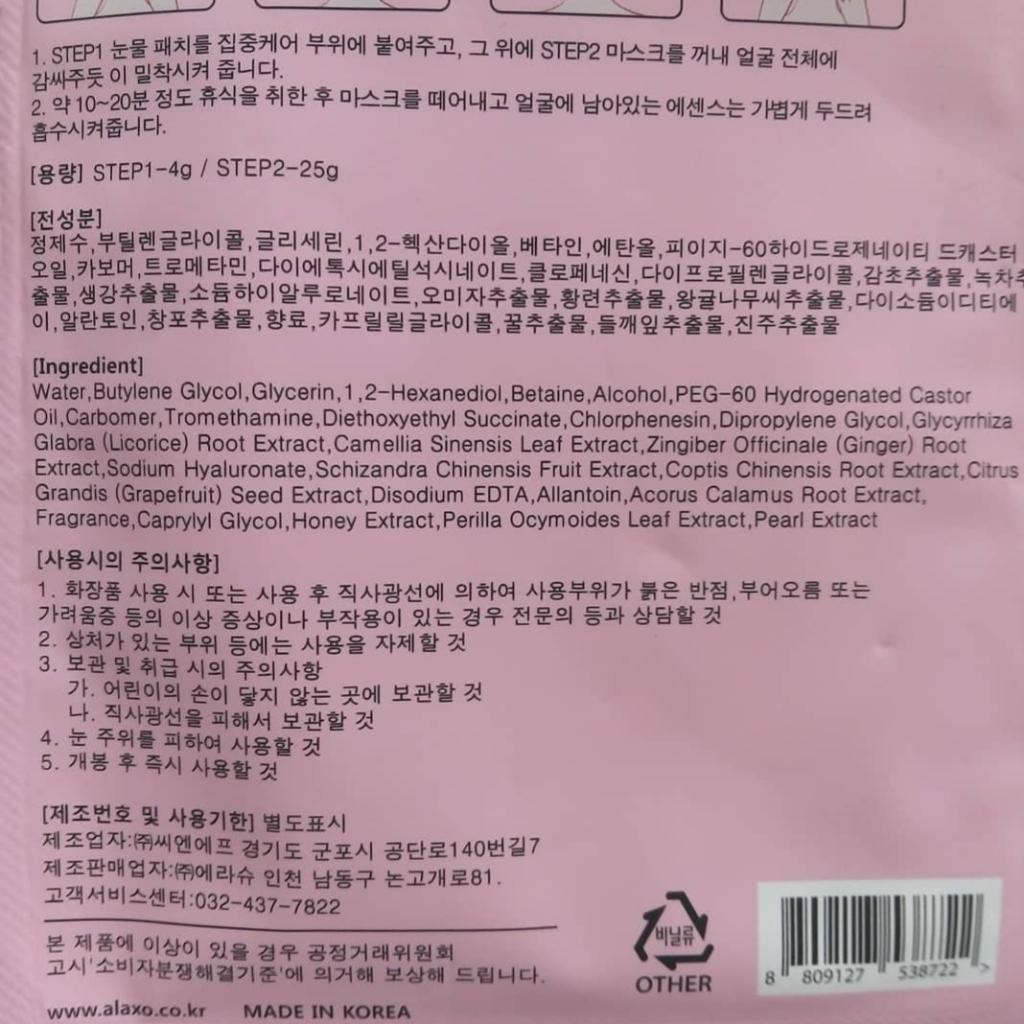 1. STEP1 눈물 패치를 집중케어 부위에 붙여주고, 그 위에 STEP2 마스크를 꺼내 얼굴 전체에
감싸주듯 이 밀착시켜 줍니다.
2. 약 10~20분 정도 휴식을 취한 후 마스크를 떼어내고 얼굴에 남아있는 에센스는 가볍게 두드려
흡수시켜줍니다.
[용량] STEP1-4g / STEP2-25g
[전성분]
정제수,부틸렌글라이콜,글리세린,1,2-헥산다이올,베타인,에탄올,피이지-60하이드로제네이티 드캐스터
오일,카보머,트로메타민,다이에톡시에틸석시네이트,클로페네신,다이프로필렌글라이콜,감초추출물,녹차추
출물,생강추출물,소듐하이알루로네이트,오미자추출물,황련추출물,왕귤나무씨추출물,다이소듐이디티에
이,알란토인,창포추출물,향료,카프릴릴글라이콜,꿀추출물,들깨잎추출물,진주추출물
[Ingredient]
Water,Butylene Glycol,Glycerin,1,2-Hexanediol,Betaine,Alcohol,PEG-60 Hydrogenated Castor
Oil,Carbomer,Tromethamine,Diethoxyethyl Succinate,Chlorphenesin,Dipropylene Glycol,Glycyrrhiza
Glabra (Licorice) Root Extract,Camellia Sinensis Leaf Extract,Zingiber Officinale (Ginger) Root
Extract,Sodium Hyaluronate,Schizandra Chinensis Fruit Extract,Coptis Chinensis Root Extract,Citrus
Grandis (Grapefruit) Seed Extract,Disodium EDTA,Allantoin,Acorus Calamus Root Extract,
Fragrance,Caprylyl Glycol,Honey Extract,Perilla Ocymoides Leaf Extract,Pearl Extract
[사용시의 주의사항]
1. 화장품 사용 시 또는 사용 후 직사광선에 의하여 사용부위가 붉은 반점,부어오름 또는
가려움증 등의 이상 증상이나 부작용이 있는 경우 전문의 등과 상담할 것
2. 상처가 있는 부위 등에는 사용을 자제할 것
3. 보관 및 취급 시의 주의사항
가. 어린이의 손이 닿지 않는 곳에 보관할 것
나. 직사광선을 피해서 보관할 것
4. 눈 주위를 피하여 사용할 것
5. 개봉 후 즉시 사용할 것
[제조번호 및 사용기한] 별도표시
제조업자:㈜씨엔에프 경기도 군포시 공단로140번길7
제조판매업자:㈜에라슈 인천 남동구 논고개로81.
고객서비스센터:032-437-7822
본 제품에 이상이 있을 경우 공정거래위원회
고시'소비자분쟁해결기준'에 의거해 보상해 드립니다.
www.alaxo.co.kr MADE IN KOREA
비닐류
OTHER
8 809127 538722 >